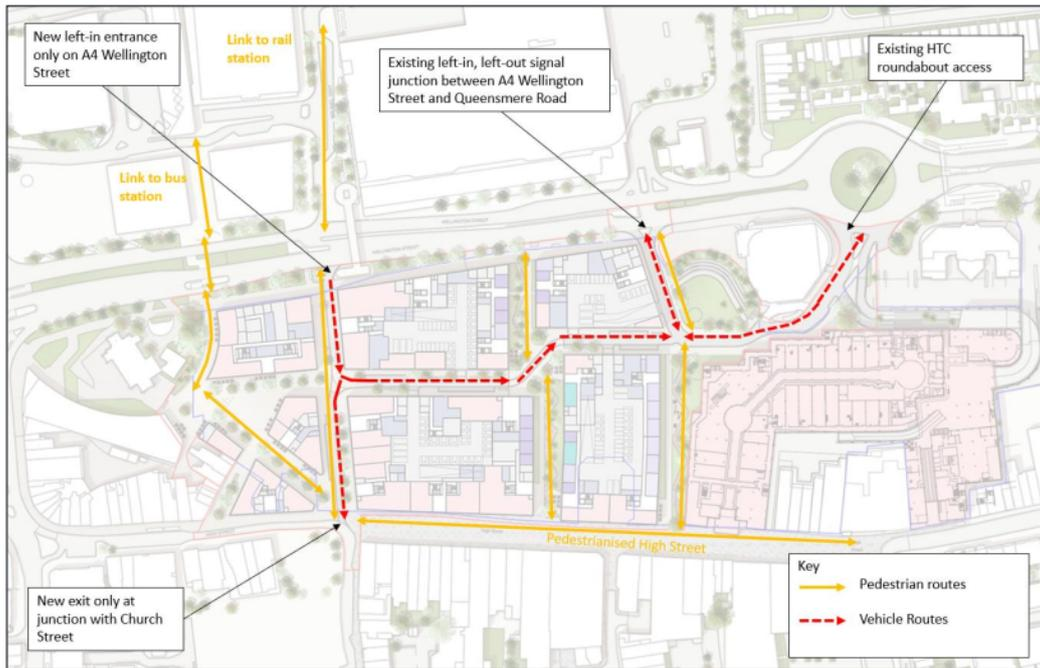 New left-in entrance
only on A4 Wellington
Street
Link to rail
station
Existing left-in, left-out signal
junction between A4 Wellington
Street and Queensmere Road
Existing HTC
roundabout access
Link to bus
station
WELLINGTON STREET
WELLINGTON STREET
Pedestrianised High Street
New exit only at
junction with Church
Street
Key
Pedestrian routes
Vehicle Routes